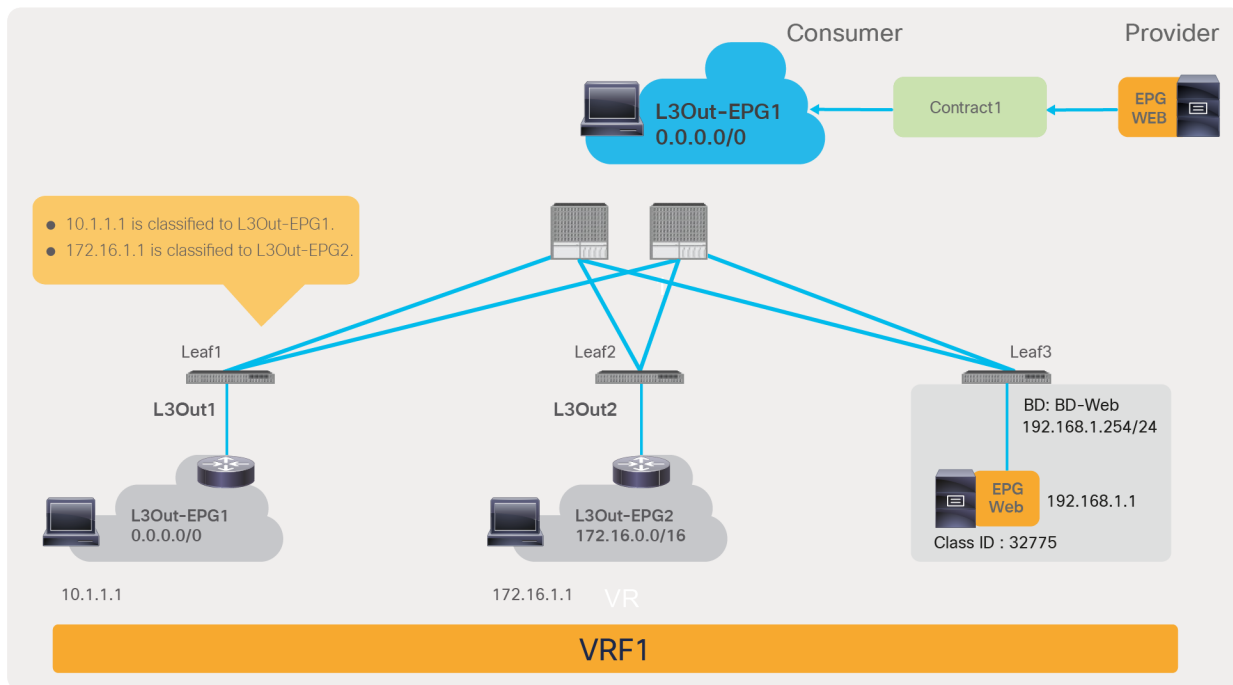 Consumer
Provider
L3Out-EPG1
0.0.0.0/0
Contract1
EPG
WEB
● 10.1.1.1 is classified to L3Out-EPG1.
● 172.16.1.1 is classified to L3Out-EPG2.
Leaf1
Leaf2
Leaf3
L3Out1
L3Out2
BD: BD-Web
192.168.1.254/24
L3Out-EPG1
0.0.0.0/0
L3Out-EPG2
172.16.0.0/16
EPG
Web
192.168.1.1
Class ID : 32775
10.1.1.1
172.16.1.1
VR
VRF1